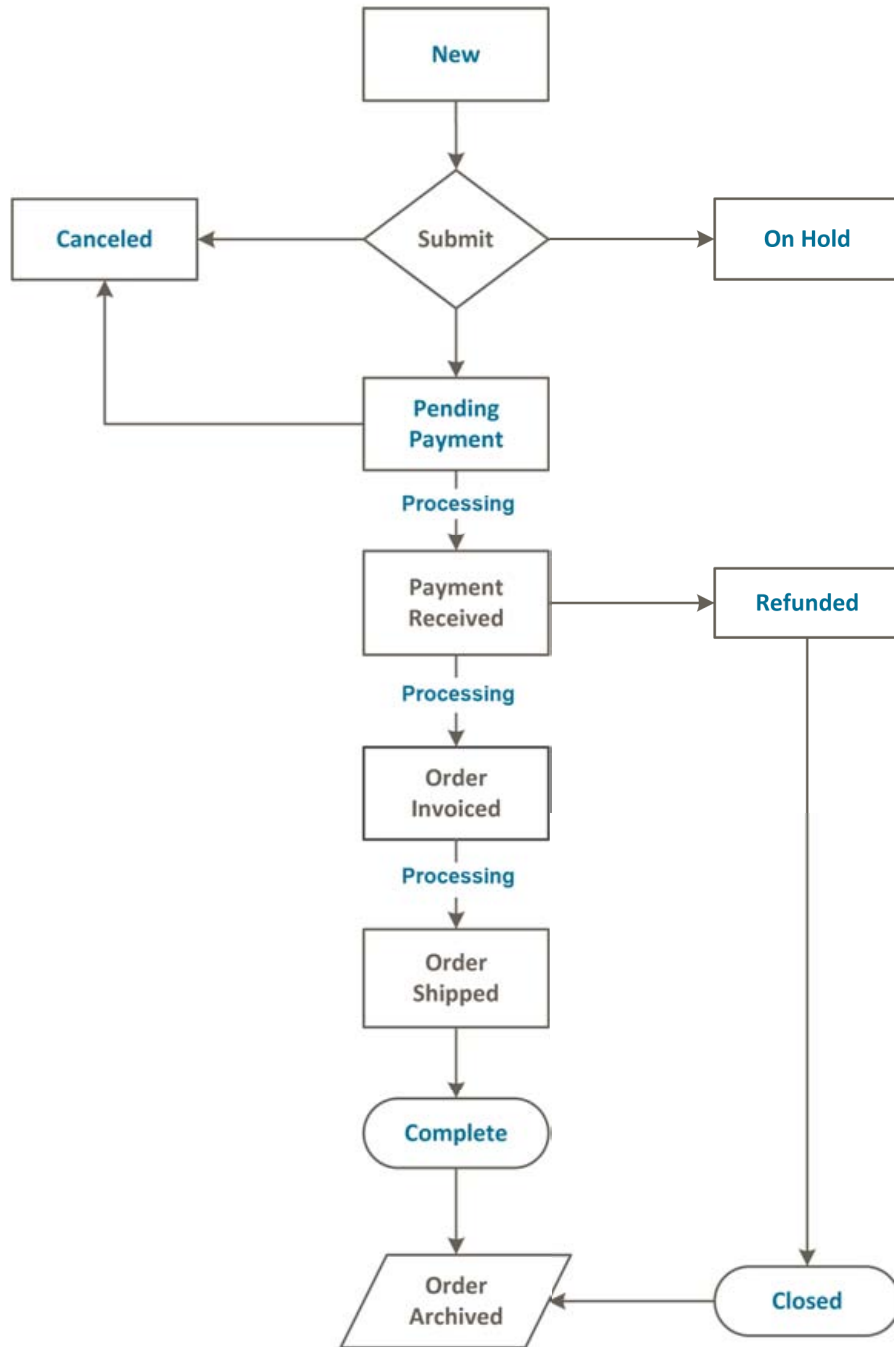 New
Canceled
Submit
On Hold
Pending
Payment
Processing
Payment
Received
Refunded
Processing
Order
Invoiced
Processing
Order
Shipped
Complete
Order
Archived
Closed